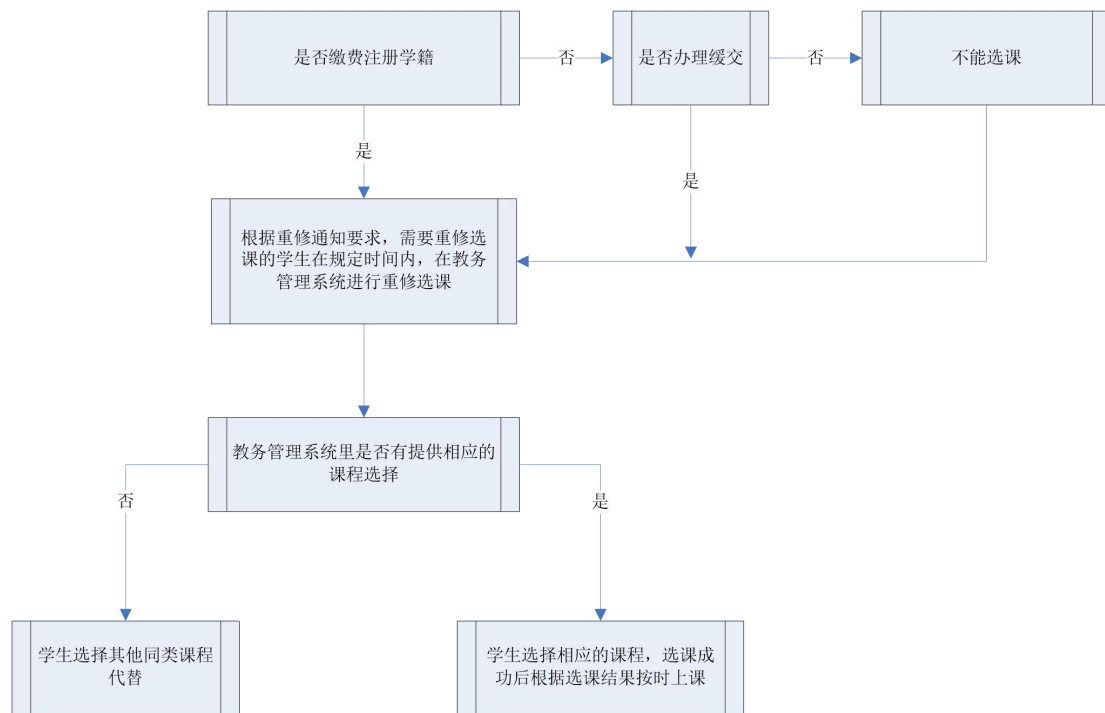 是否缴费注册学籍
否
是否办理缓交
否
不能选课
是
是
根据重修通知要求，需要重修选
课的学生在规定时间内，在教务
管理系统进行重修选课
教务管理系统里是否有提供相应的
课程选择
否
是
学生选择其他同类课程
代替
学生选择相应的课程，选课成
功后根据选课结果按时上课